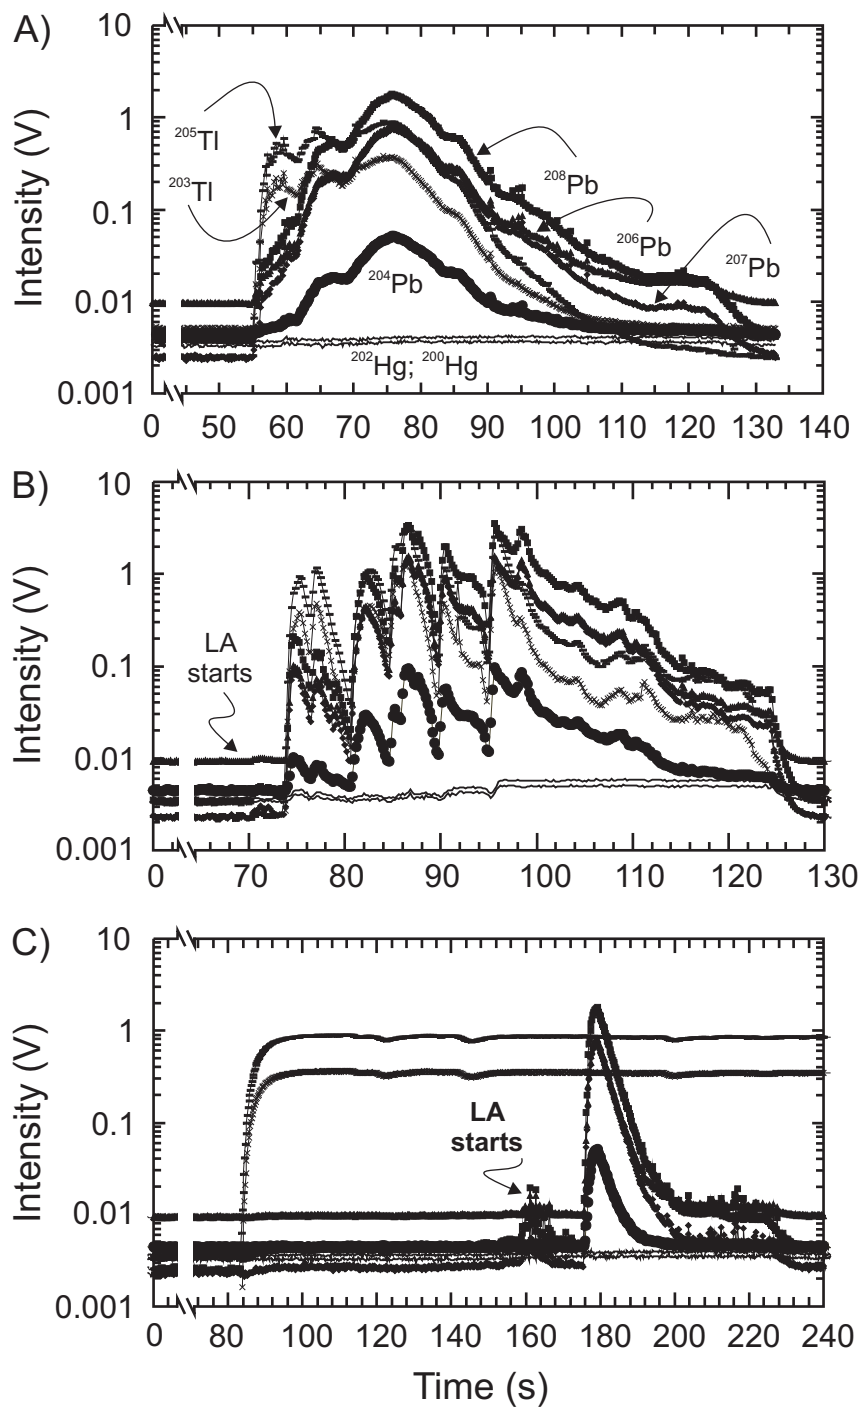 A)
10
1
0.1
0.01
0.001
Intensity (V)
²⁰⁵Tl
²⁰³Tl
²⁰⁸Pb
²⁰⁶Pb
²⁰⁷Pb
²⁰⁴Pb
²⁰²Hg; ²⁰⁰Hg
0 50 60 70 80 90 100 110 120 130 140
B)
10
1
0.1
0.01
0.001
Intensity (V)
LA
starts
0 70 80 90 100 110 120 130
C)
10
1
0.1
0.01
0.001
Intensity (V)
LA
starts
0 80 100 120 140 160 180 200 220 240
Time (s)